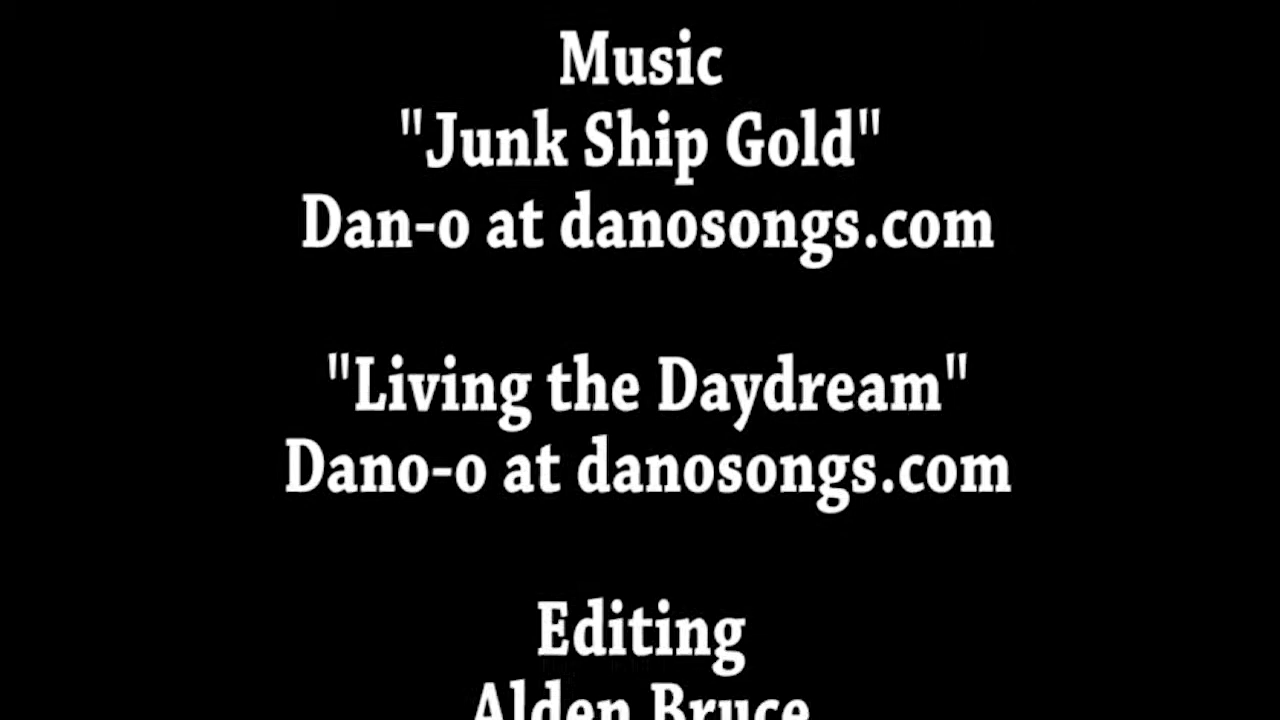 Music
"Junk Ship Gold"
Dan-o at danosongs.com
"Living the Daydream"
Dano-o at danosongs.com
Editing
Alden Bruce